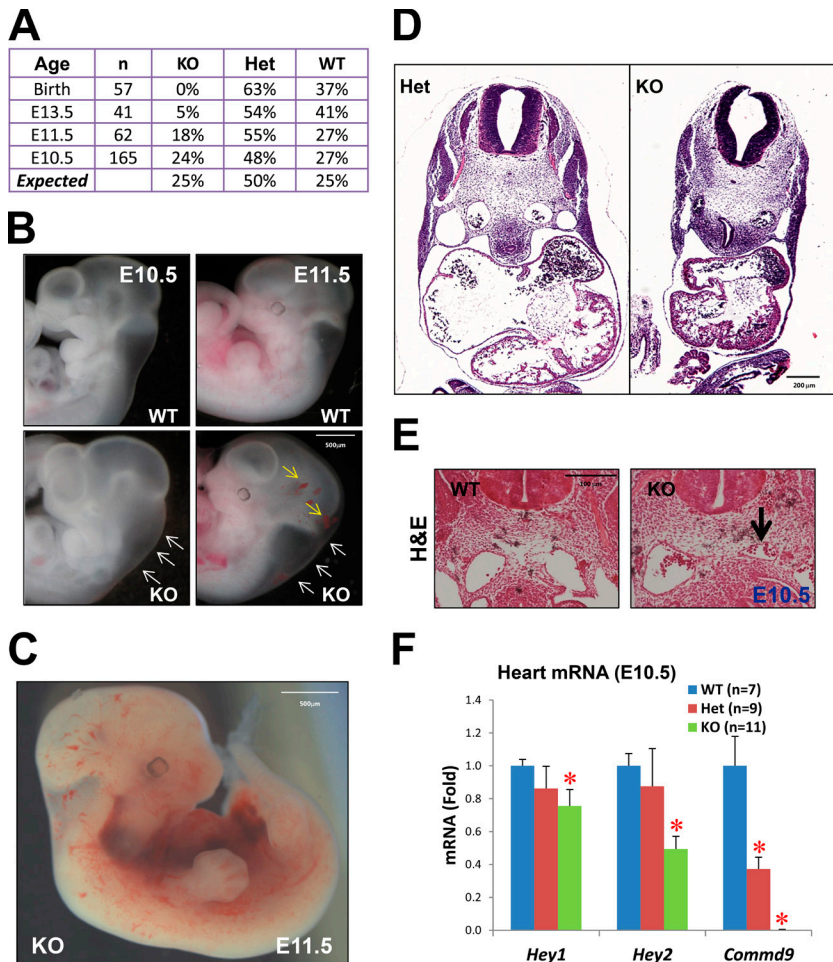 A
Age n KO Het WT
Birth 57 0% 63% 37%
E13.5 41 5% 54% 41%
E11.5 62 18% 55% 27%
E10.5 165 24% 48% 27%
Expected 25% 50% 25%
B
E10.5
WT
E11.5
WT
KO
500µm
KO
C
500µm
KO
E11.5
D
Het
KO
200 µm
E
H&E
WT
100 µm
KO
E10.5
F
Heart mRNA (E10.5)
WT (n=7)
Het (n=9)
KO (n=11)
mRNA (Fold)
1.4
1.2
1.0
0.8
0.6
0.4
0.2
0.0
*
*
*
*
Hey1 Hey2 Commd9